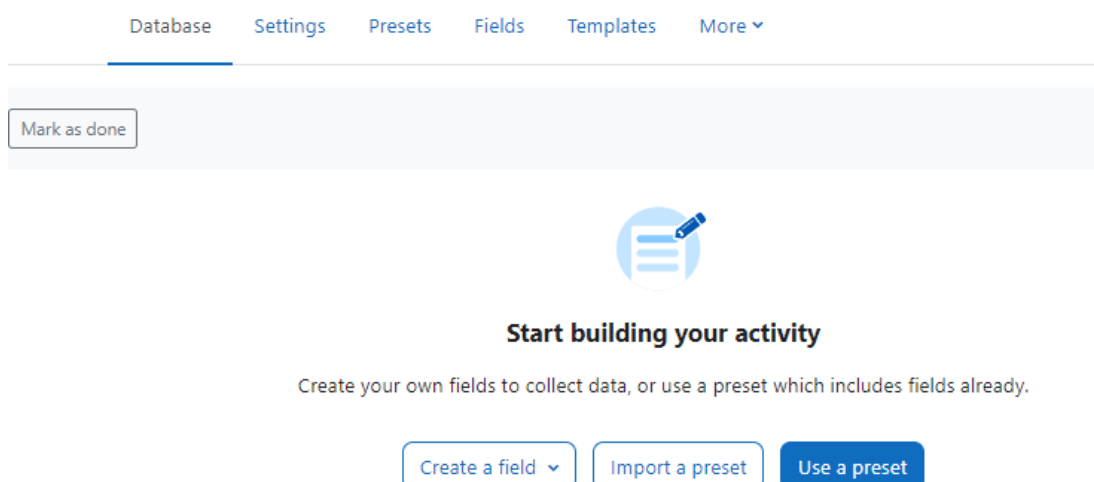 Database Settings Presets Fields Templates More
Mark as done
Start building your activity
Create your own fields to collect data, or use a preset which includes fields already.
Create a field Import a preset Use a preset